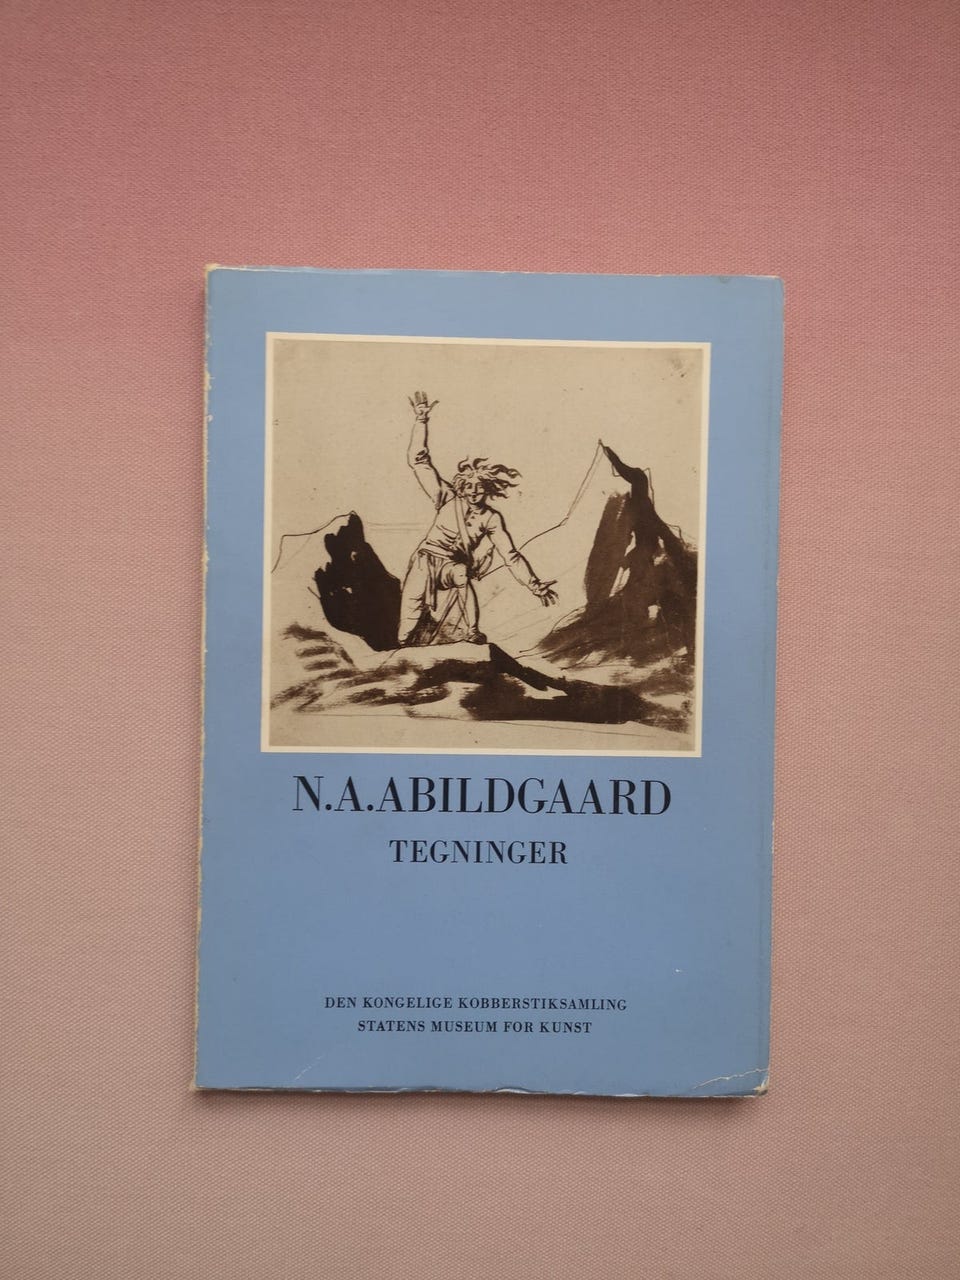 N.A.ABILDGAARD
TEGNINGER
DEN KONGELIGE KOBBERSTIKSAMLING
STATENS MUSEUM FOR KUNST